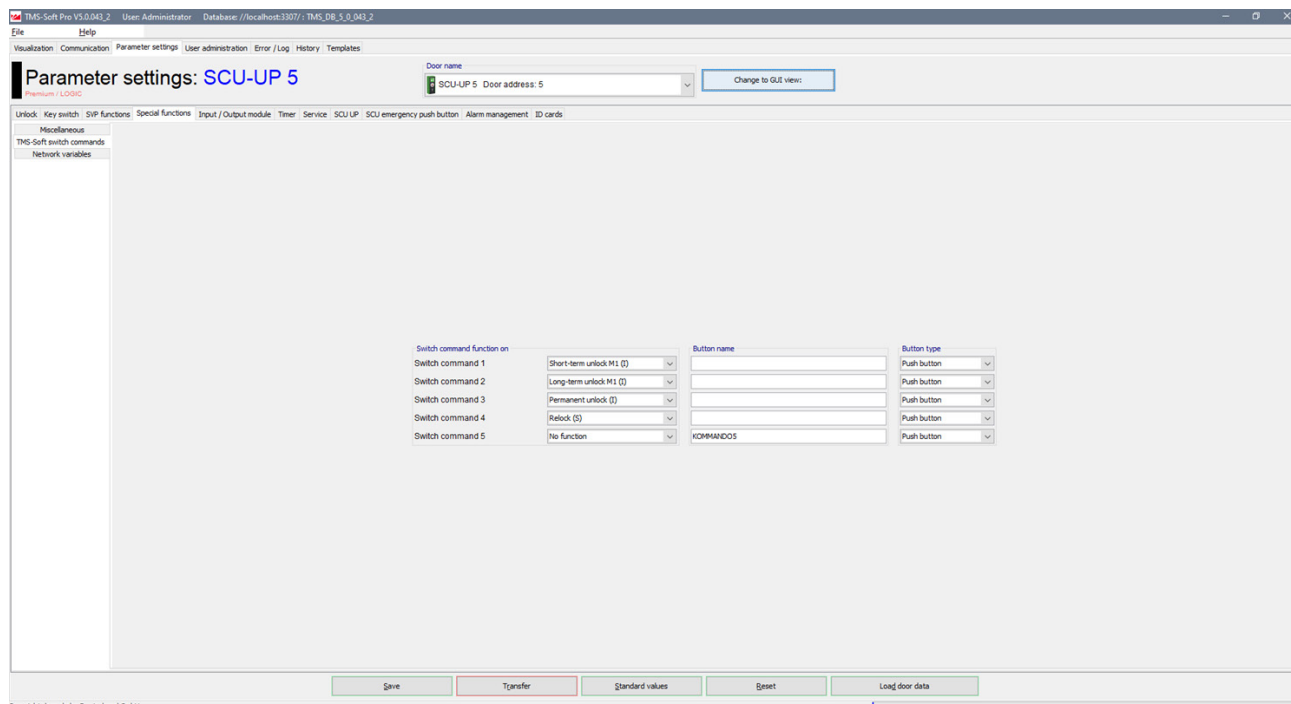 TMS-Soft Pro V5.0.043_2 User: Administrator Database: //localhost:3307/ : TMS_DB_5_0_043_2
File Help
Visualization Communication Parameter settings User administration Error / Log History Templates
Parameter settings: SCU-UP 5
Premium / LOGIC
Door name
SCU-UP 5 Door address: 5
Change to GUI view:
Unlock Key switch SVP functions Special functions Input / Output module Timer Service SCU UP SCU emergency push button Alarm management ID cards
Miscellaneous
TMS-Soft switch commands
Network variables
Switch command function on Button name Button type
Switch command 1 Short-term unlock M1 (I) Push button
Switch command 2 Long-term unlock M1 (I) Push button
Switch command 3 Permanent unlock (I) Push button
Switch command 4 Relock (S) Push button
Switch command 5 No function KOMMANDO5 Push button
Save Transfer Standard values Reset Load door data